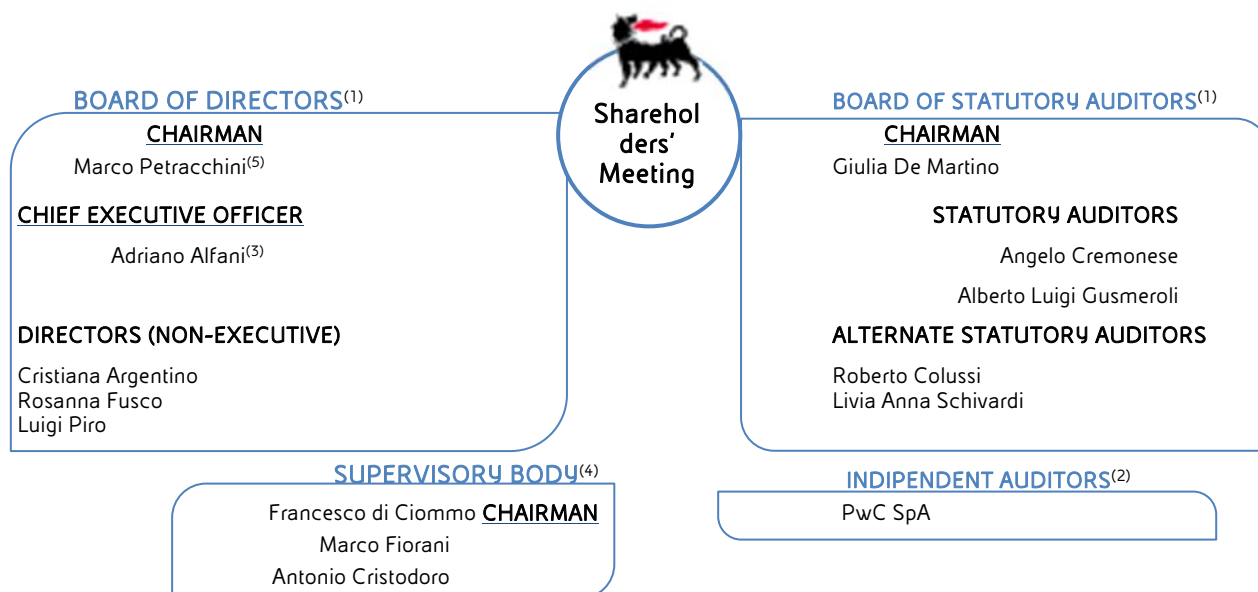 Sharehol
ders'
Meeting
BOARD OF DIRECTORS(1)
CHAIRMAN
Marco Petracchini(5)
CHIEF EXECUTIVE OFFICER
Adriano Alfani(3)
DIRECTORS (NON-EXECUTIVE)
Cristiana Argentino
Rosanna Fusco
Luigi Piro
BOARD OF STATUTORY AUDITORS(1)
CHAIRMAN
Giulia De Martino
STATUTORY AUDITORS
Angelo Cremonese
Alberto Luigi Gusmeroli
ALTERNATE STATUTORY AUDITORS
Roberto Colussi
Livia Anna Schivardi
SUPERVISORY BODY(4)
Francesco di Ciommo CHAIRMAN
Marco Fiorani
Antonio Cristodoro
INDIPENDENT AUDITORS(2)
PwC SpA